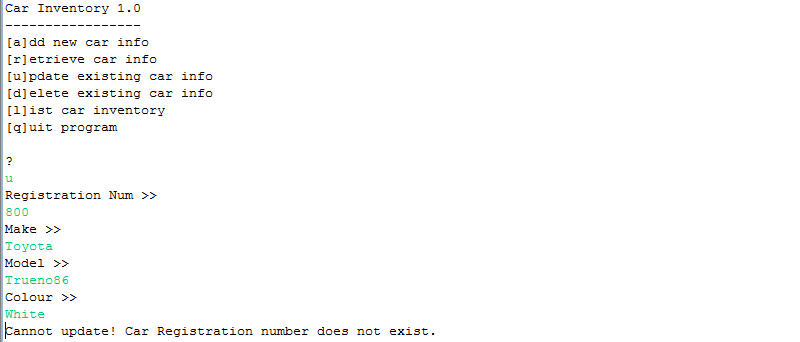 Car Inventory 1.0
-----------------
[a]dd new car info
[r]etrieve car info
[u]pdate existing car info
[d]elete existing car info
[l]ist car inventory
[q]uit program
?
u
Registration Num >>
800
Make >>
Toyota
Model >>
Trueno86
Colour >>
White
Cannot update! Car Registration number does not exist.